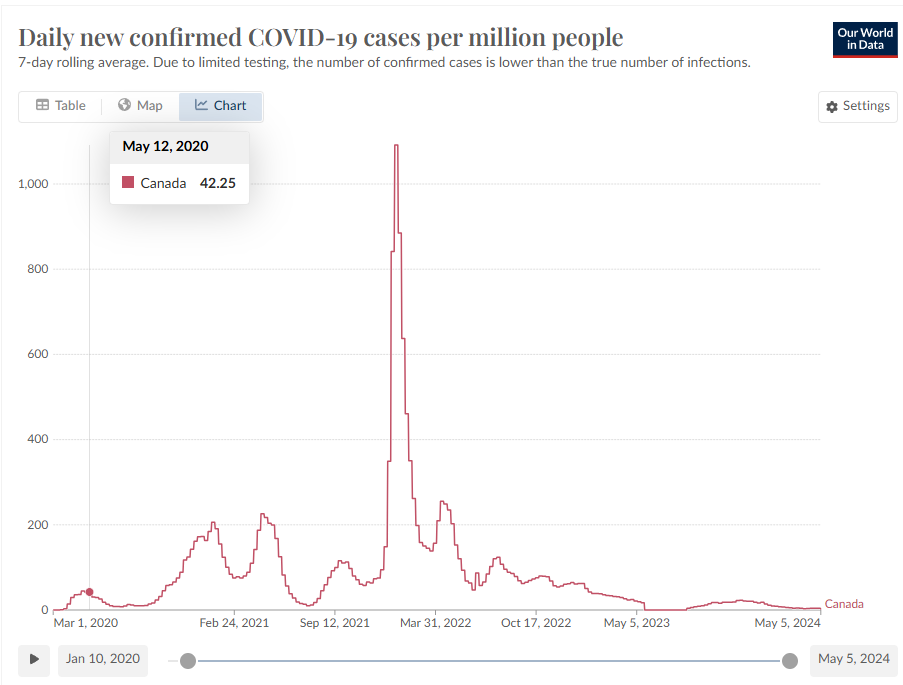 Daily new confirmed COVID-19 cases per million people
7-day rolling average. Due to limited testing, the number of confirmed cases is lower than the true number of infections.
Our World
in Data
Table
Map
Chart
Settings
May 12, 2020
Canada 42.25
1,000
800
600
400
200
0
Canada
Mar 1, 2020
Feb 24, 2021
Sep 12, 2021
Mar 31, 2022
Oct 17, 2022
May 5, 2023
May 5, 2024
Jan 10, 2020
May 5, 2024